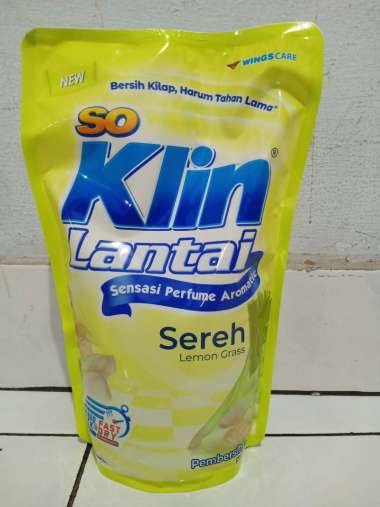 WINGS CARE
NEW
Bersih Kilap, Harum Tahan Lama*
SO
Klin
Lantai
Sensasi Perfume Aromatic
Sereh
Lemon Grass
FAST
DRY
Pembersih